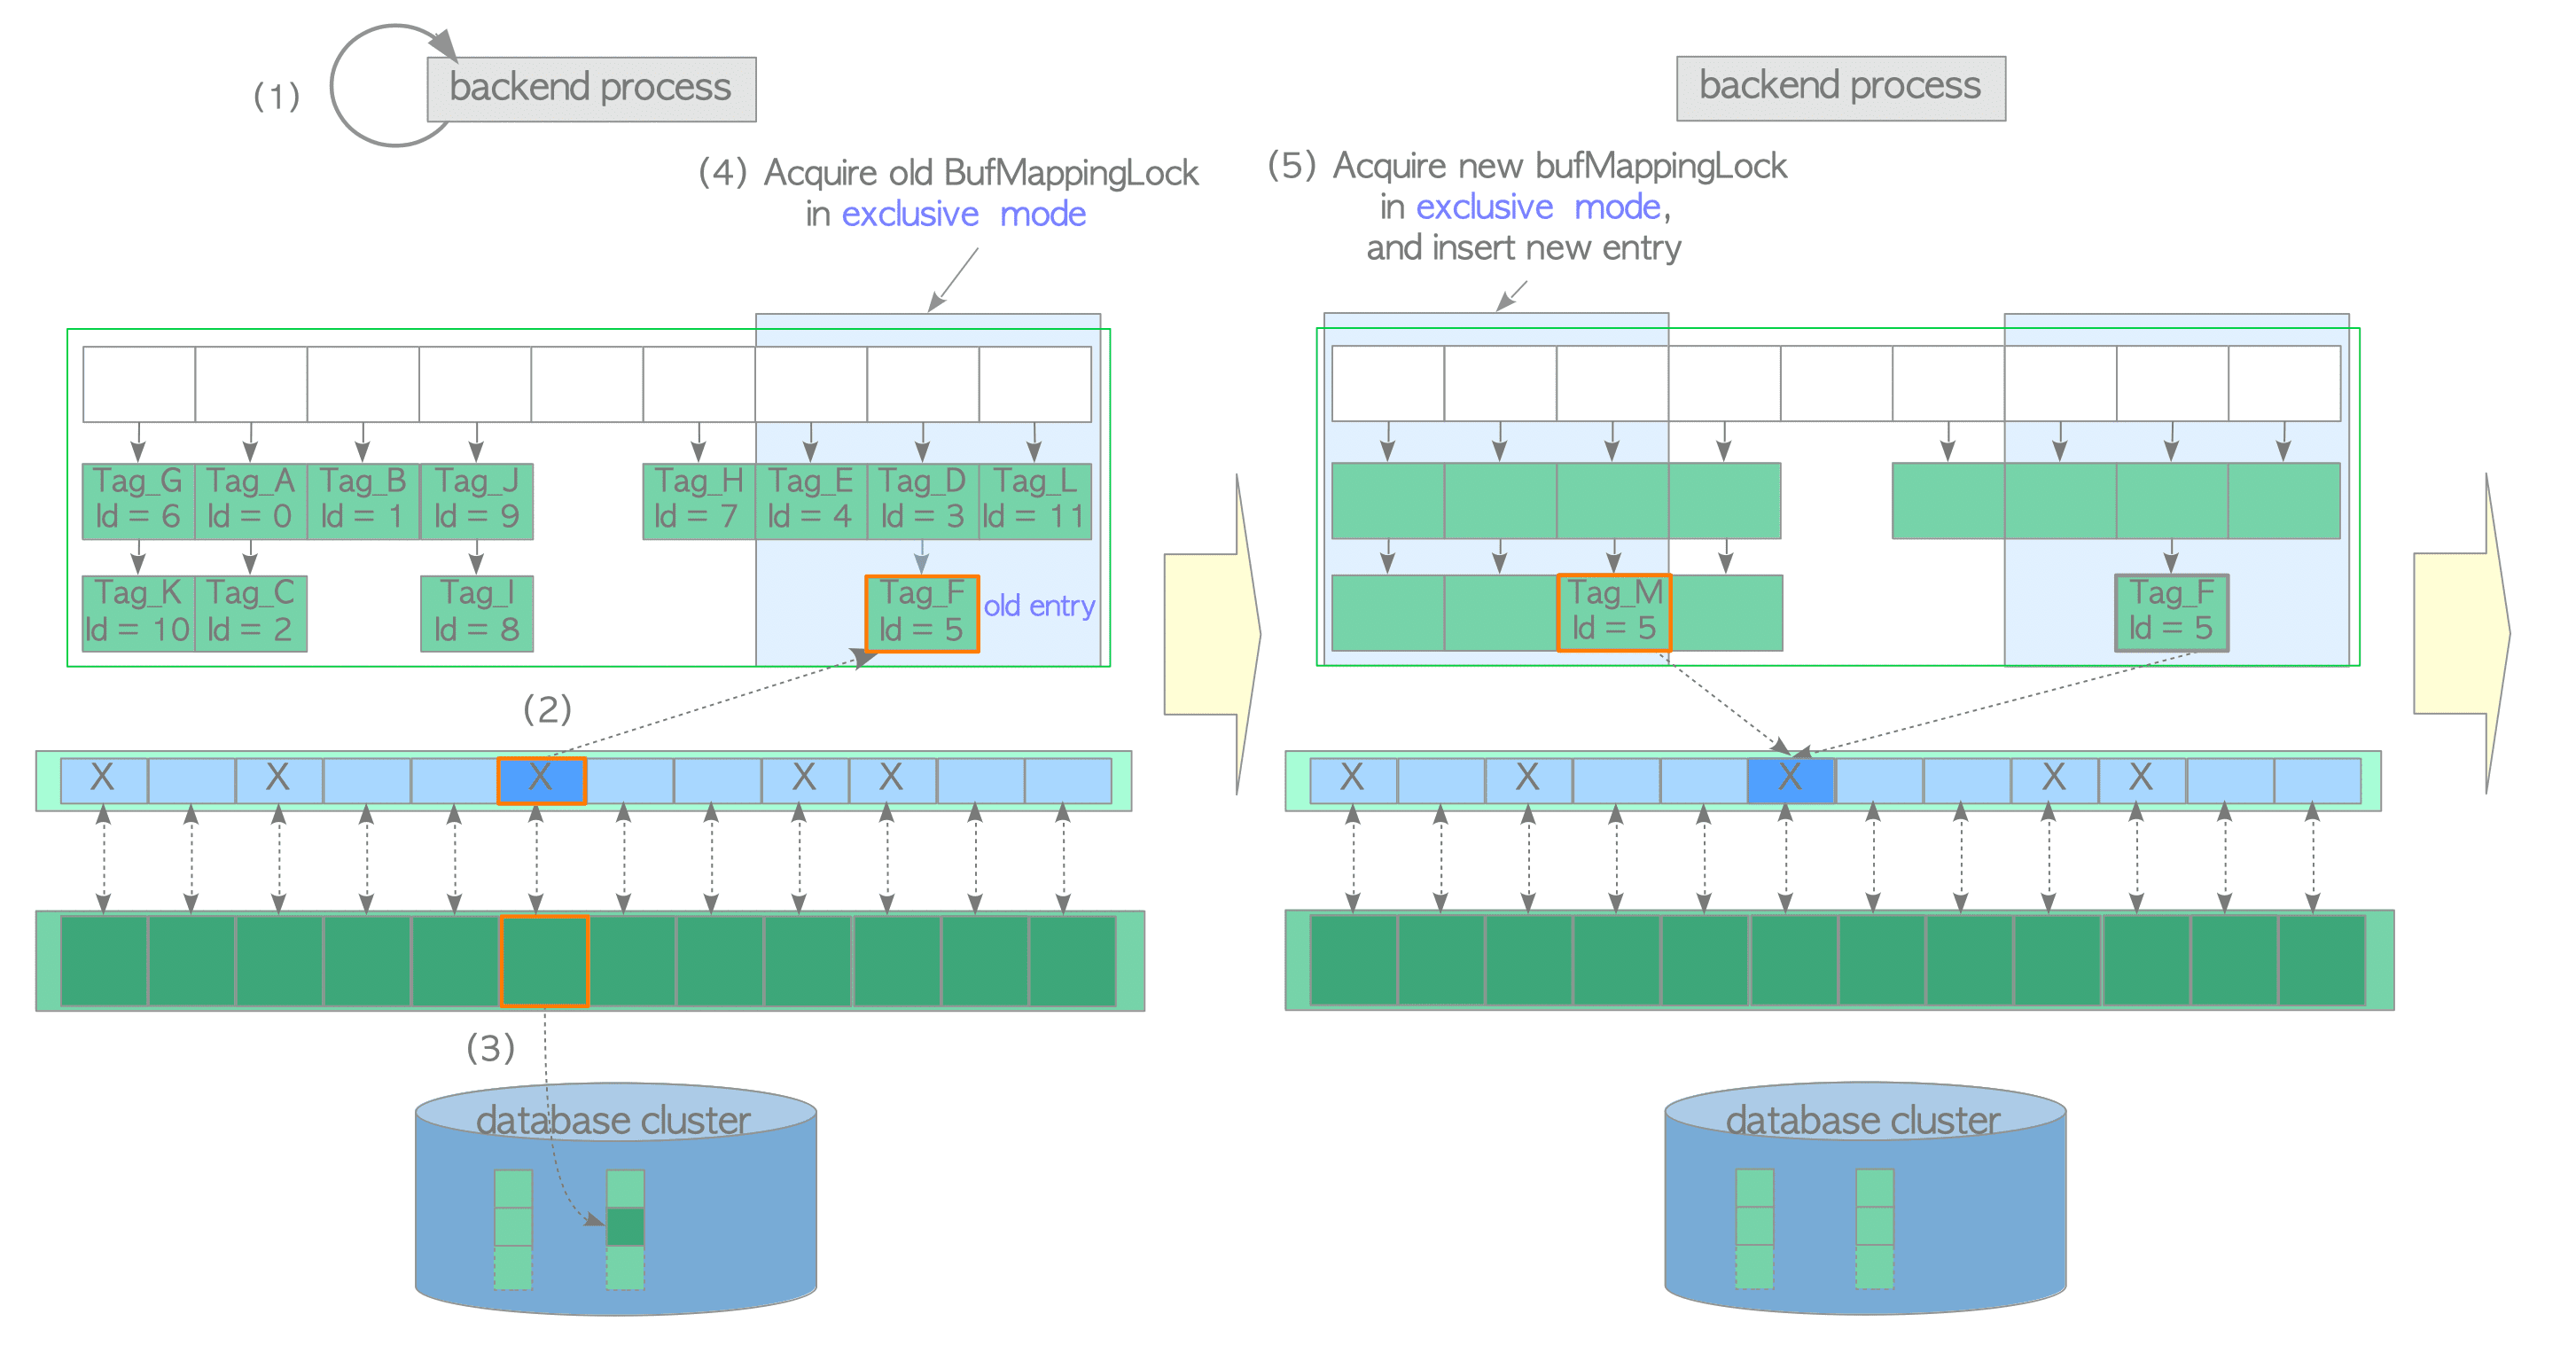 (1)
backend process
(4) Acquire old BufMappingLock
in exclusive mode
Tag_G
Id = 6
Tag_A
Id = 0
Tag_B
Id = 1
Tag_J
Id = 9
Tag_H
Id = 7
Tag_E
Id = 4
Tag_D
Id = 3
Tag_L
Id = 11
Tag_K
Id = 10
Tag_C
Id = 2
Tag_I
Id = 8
Tag_F
Id = 5
old entry
(2)
X
X
X
X
X
(3)
database cluster
backend process
(5) Acquire new bufMappingLock
in exclusive mode,
and insert new entry
Tag_M
Id = 5
Tag_F
Id = 5
X
X
X
X
X
database cluster